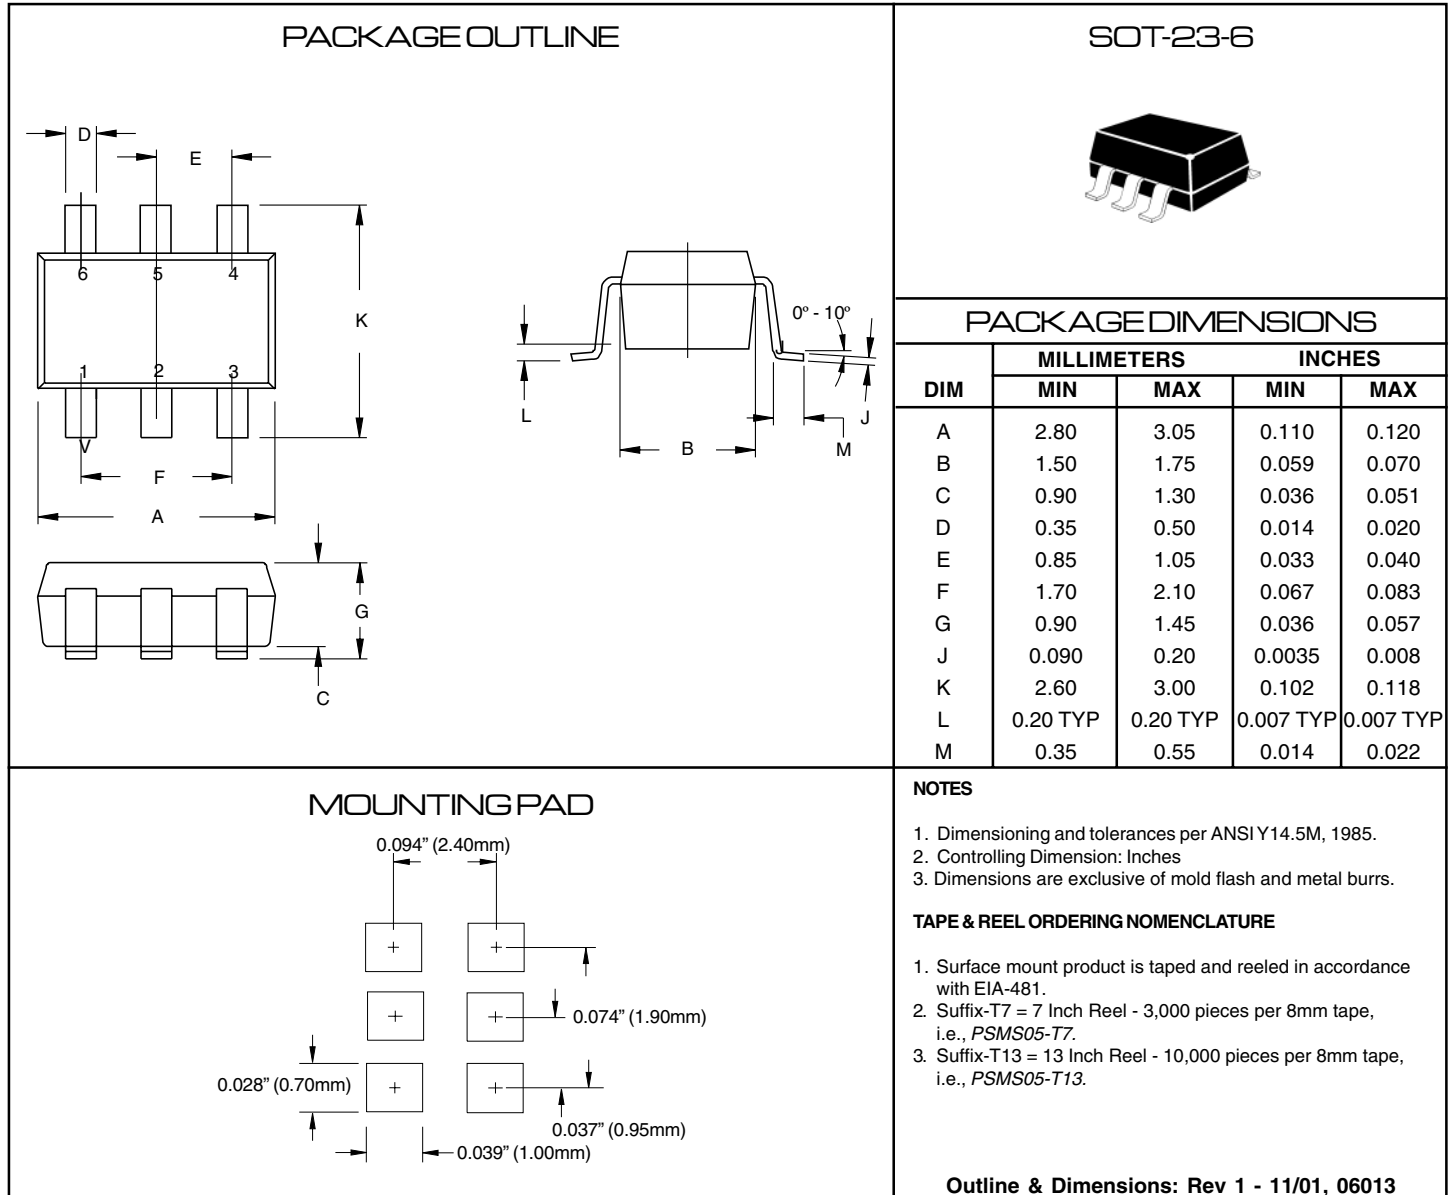 PACKAGE OUTLINE
D
E
6 5 4
K
1 2 3
V
F
A
G
C
0º - 10º
L
B
M
J
SOT-23-6
PACKAGE DIMENSIONS
MILLIMETERS INCHES
DIM MIN MAX MIN MAX
A 2.80 3.05 0.110 0.120
B 1.50 1.75 0.059 0.070
C 0.90 1.30 0.036 0.051
D 0.35 0.50 0.014 0.020
E 0.85 1.05 0.033 0.040
F 1.70 2.10 0.067 0.083
G 0.90 1.45 0.036 0.057
J 0.090 0.20 0.0035 0.008
K 2.60 3.00 0.102 0.118
L 0.20 TYP 0.20 TYP 0.007 TYP 0.007 TYP
M 0.35 0.55 0.014 0.022
MOUNTING PAD
0.094” (2.40mm)
0.074” (1.90mm)
0.028” (0.70mm)
0.037” (0.95mm)
0.039” (1.00mm)
NOTES
1. Dimensioning and tolerances per ANSI Y14.5M, 1985.
2. Controlling Dimension: Inches
3. Dimensions are exclusive of mold flash and metal burrs.
TAPE & REEL ORDERING NOMENCLATURE
1. Surface mount product is taped and reeled in accordance
with EIA-481.
2. Suffix-T7 = 7 Inch Reel - 3,000 pieces per 8mm tape,
i.e., PSMS05-T7.
3. Suffix-T13 = 13 Inch Reel - 10,000 pieces per 8mm tape,
i.e., PSMS05-T13.
Outline & Dimensions: Rev 1 - 11/01, 06013